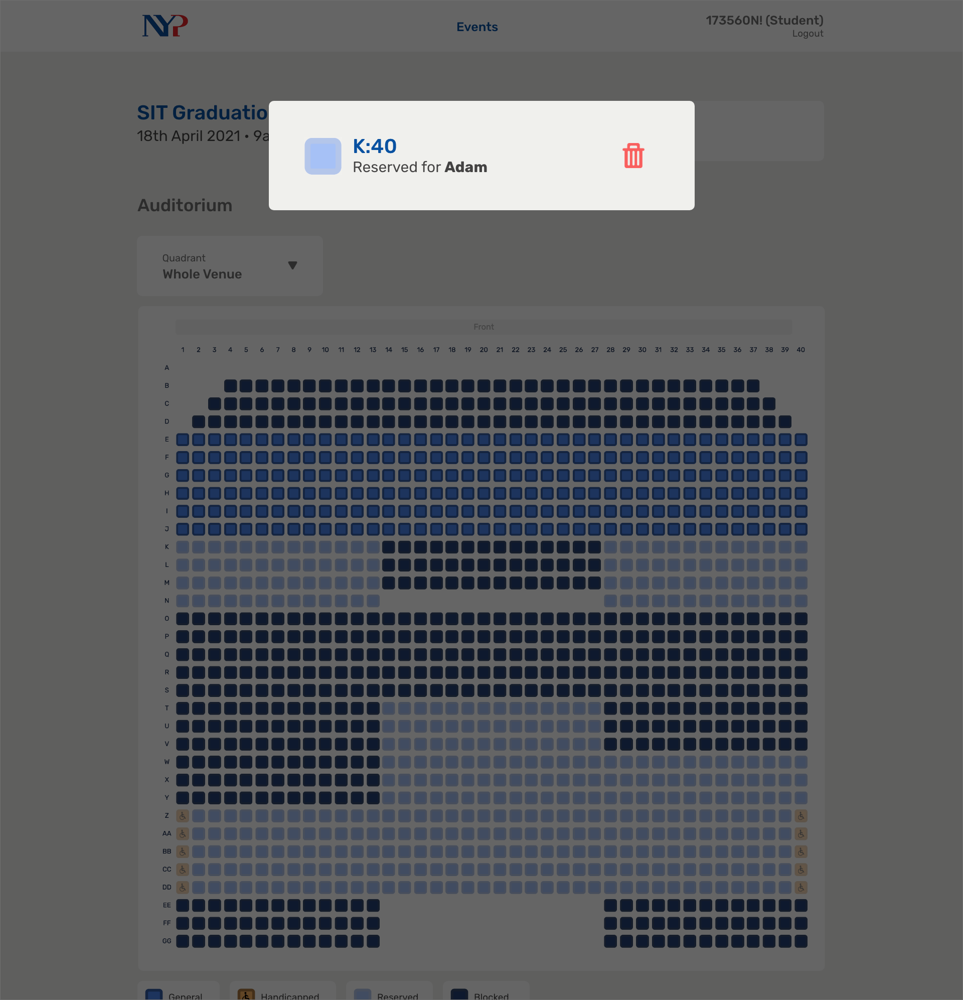 NYP
Events
173560N! (Student)
Logout
SIT Graduatio
18th April 2021 • 9a
K:40
Reserved for Adam
Auditorium
Quadrant
Whole Venue
Front
1 2 3 4 5 6 7 8 9 10 11 12 13 14 15 16 17 18 19 20 21 22 23 24 25 26 27 28 29 30 31 32 33 34 35 36 37 38 39 40
A
B
C
D
E
F
G
H
I
J
K
L
M
N
O
P
Q
R
S
T
U
V
W
X
Y
Z
AA
BB
CC
DD
EE
FF
GG
General Handicapped Reserved Blocked